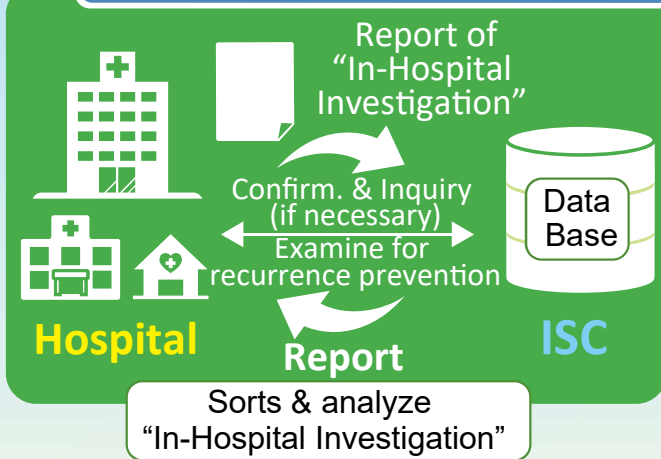 Report of
“In-Hospital
Investigation”
Confirm. & Inquiry
(if necessary)
Examine for
recurrence prevention
Data
Base
Hospital
Report
ISC
Sorts & analyze
“In-Hospital Investigation”